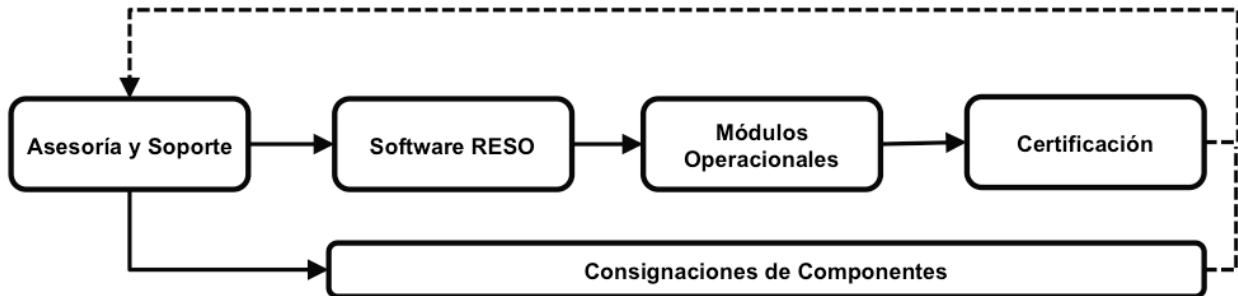 Asesoría y Soporte
Software RESO
Módulos
Operacionales
Certificación
Consignaciones de Componentes